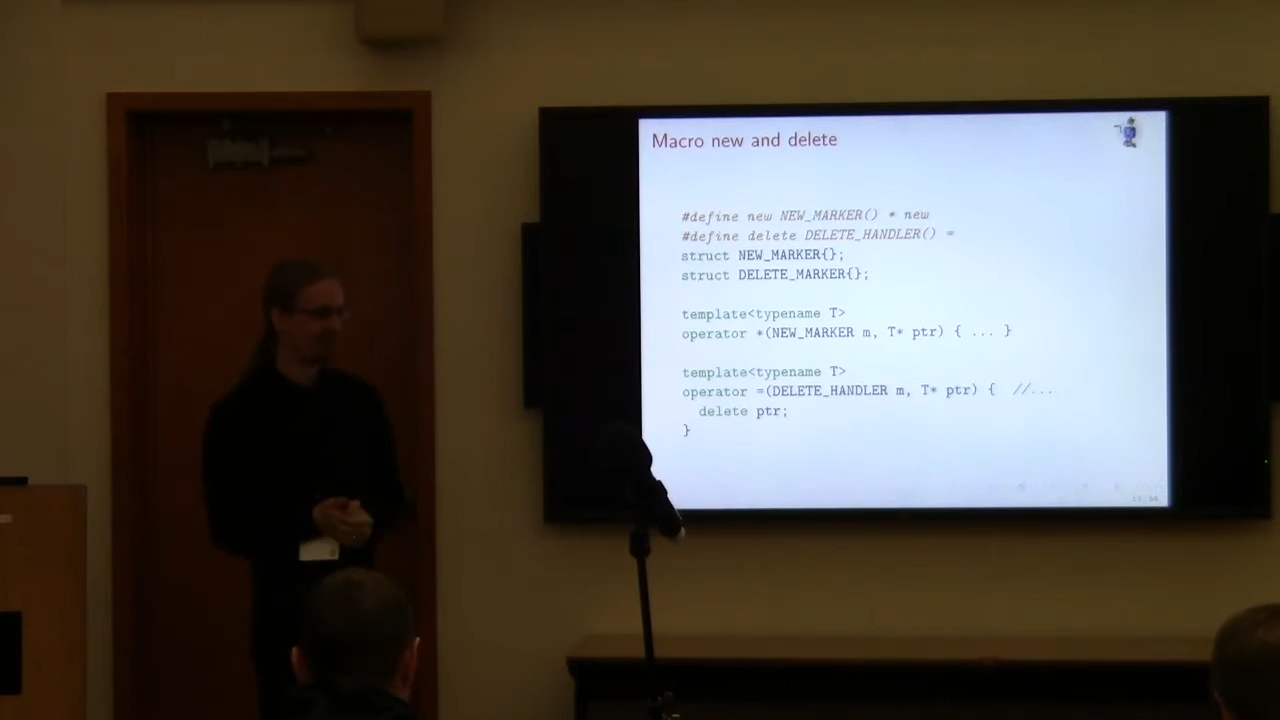 Macro new and delete
#define new NEW_MARKER() * new
#define delete DELETE_HANDLER() =
struct NEW_MARKER{};
struct DELETE_MARKER{};
template<typename T>
operator *(NEW_MARKER m, T* ptr) { ... }
template<typename T>
operator =(DELETE_HANDLER m, T* ptr) { //...
delete ptr;
}